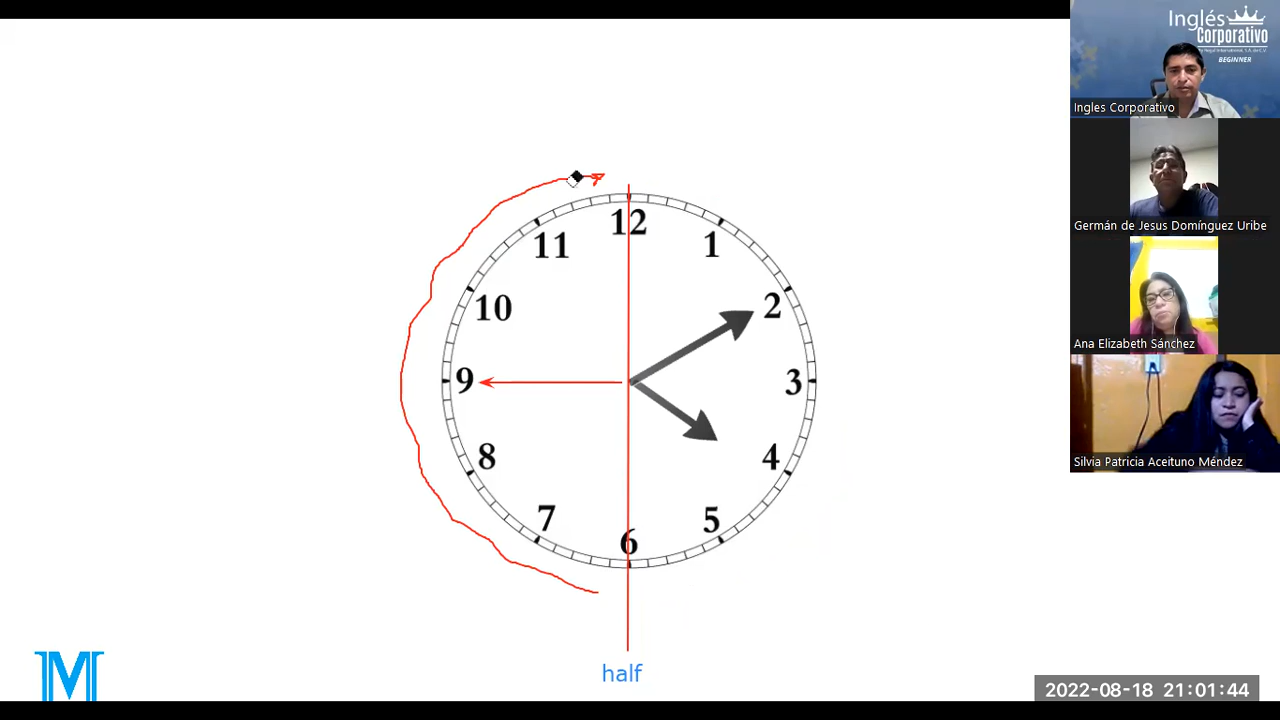 Inglés
Corporativo
BEGINNER
Ingles Corporativo
Germán de Jesus Domínguez Uribe
Ana Elizabeth Sánchez
Silvia Patricia Aceituno Méndez
12
11
1
10
2
9
3
8
4
7
5
6
half
M
2022-08-18 21:01:44